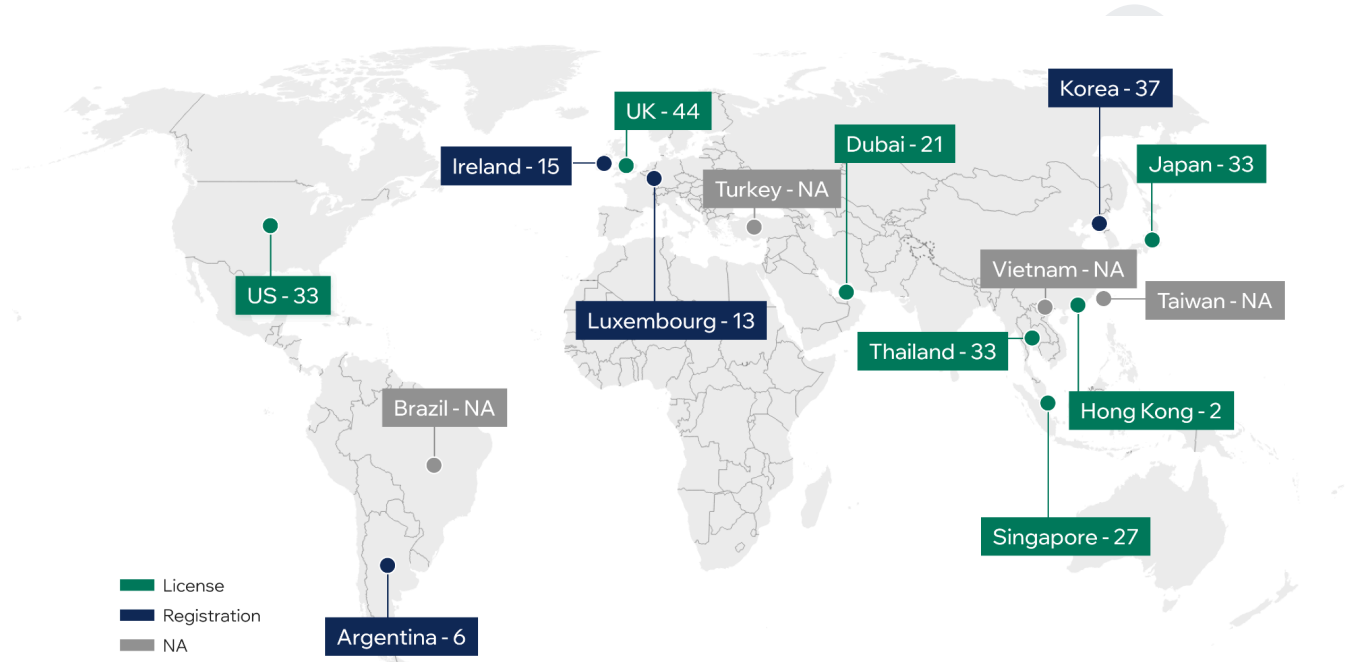 Korea - 37
UK - 44
Dubai - 21
Ireland - 15
Japan - 33
Turkey - NA
Vietnam - NA
US - 33
Taiwan - NA
Luxembourg - 13
Thailand - 33
Brazil - NA
Hong Kong - 2
Singapore - 27
License
Registration
Argentina - 6
NA